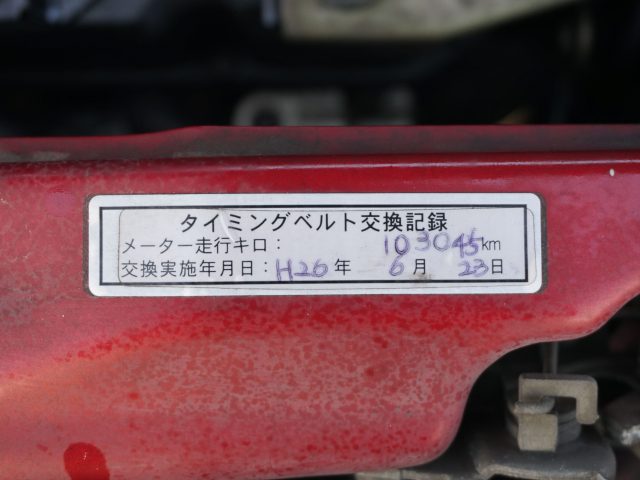 タイミングベルト交換記録
メーター走行キロ： 103045km
交換実施年月日：H26年 6月 23日